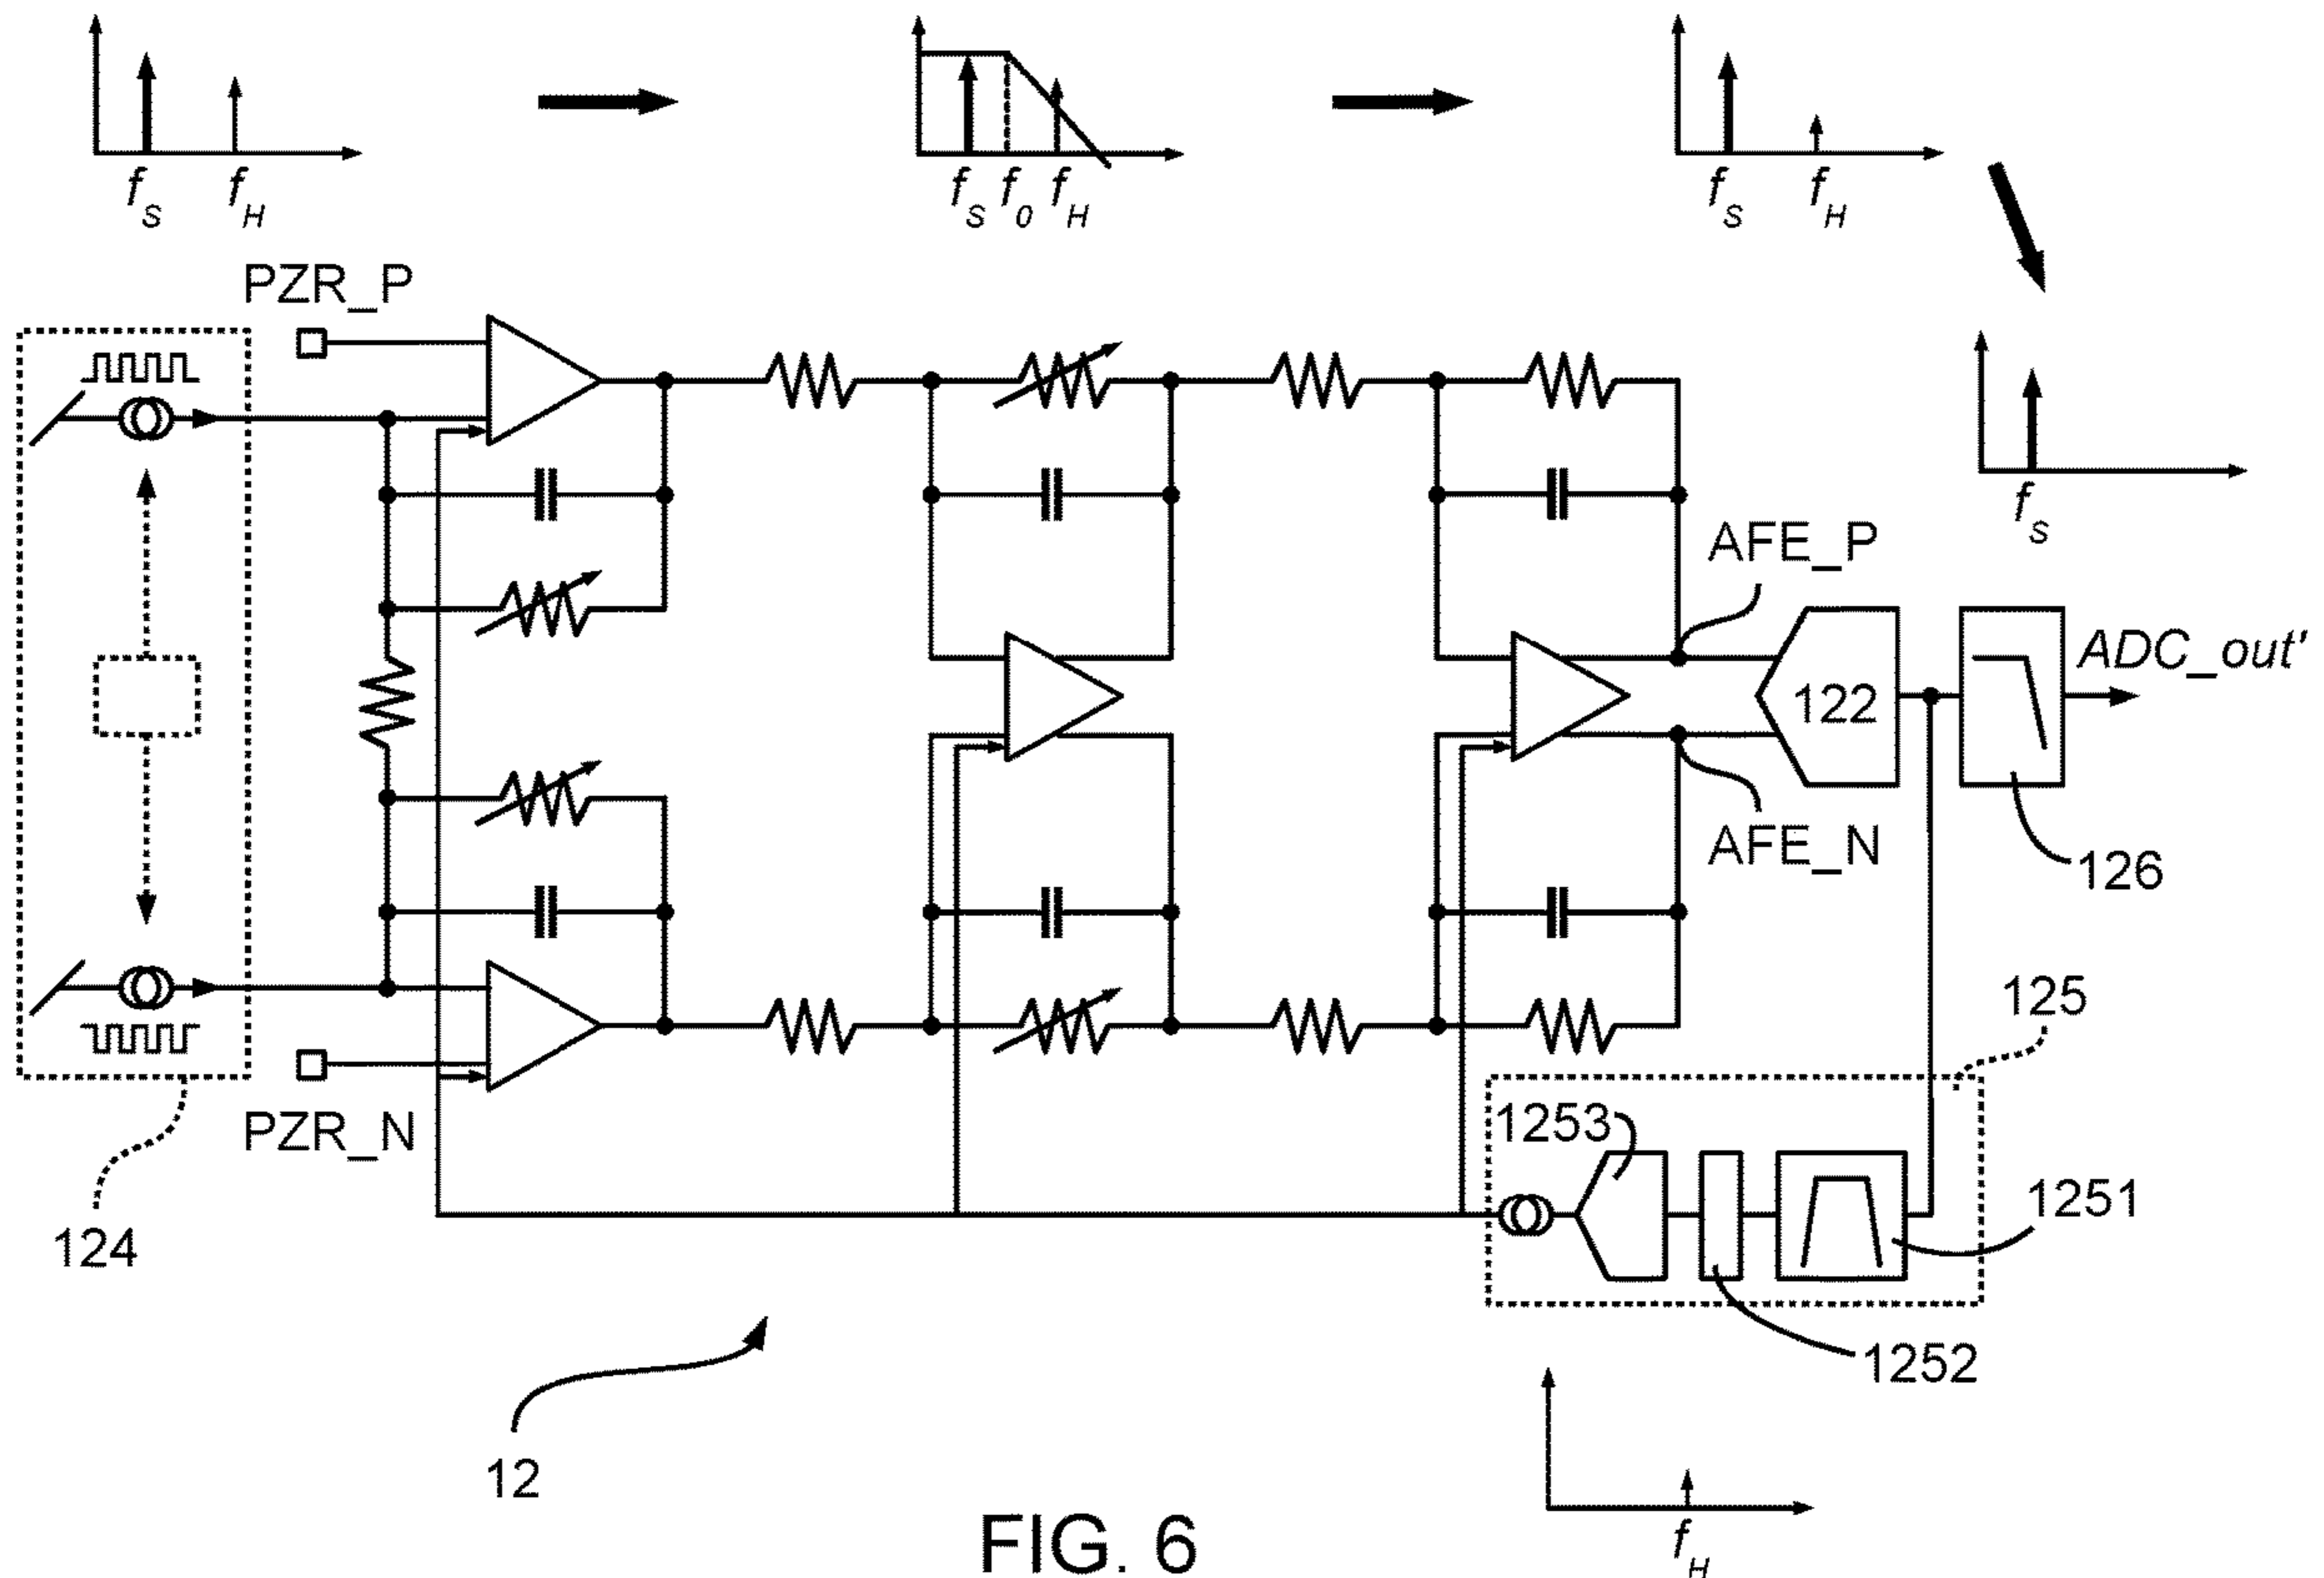 fS fH
fS f0 fH
fS fH
PZR_P
fS
AFE_P
122
ADC_out'
AFE_N
126
125
PZR_N
1253
1251
124
1252
12
fH
FIG. 6